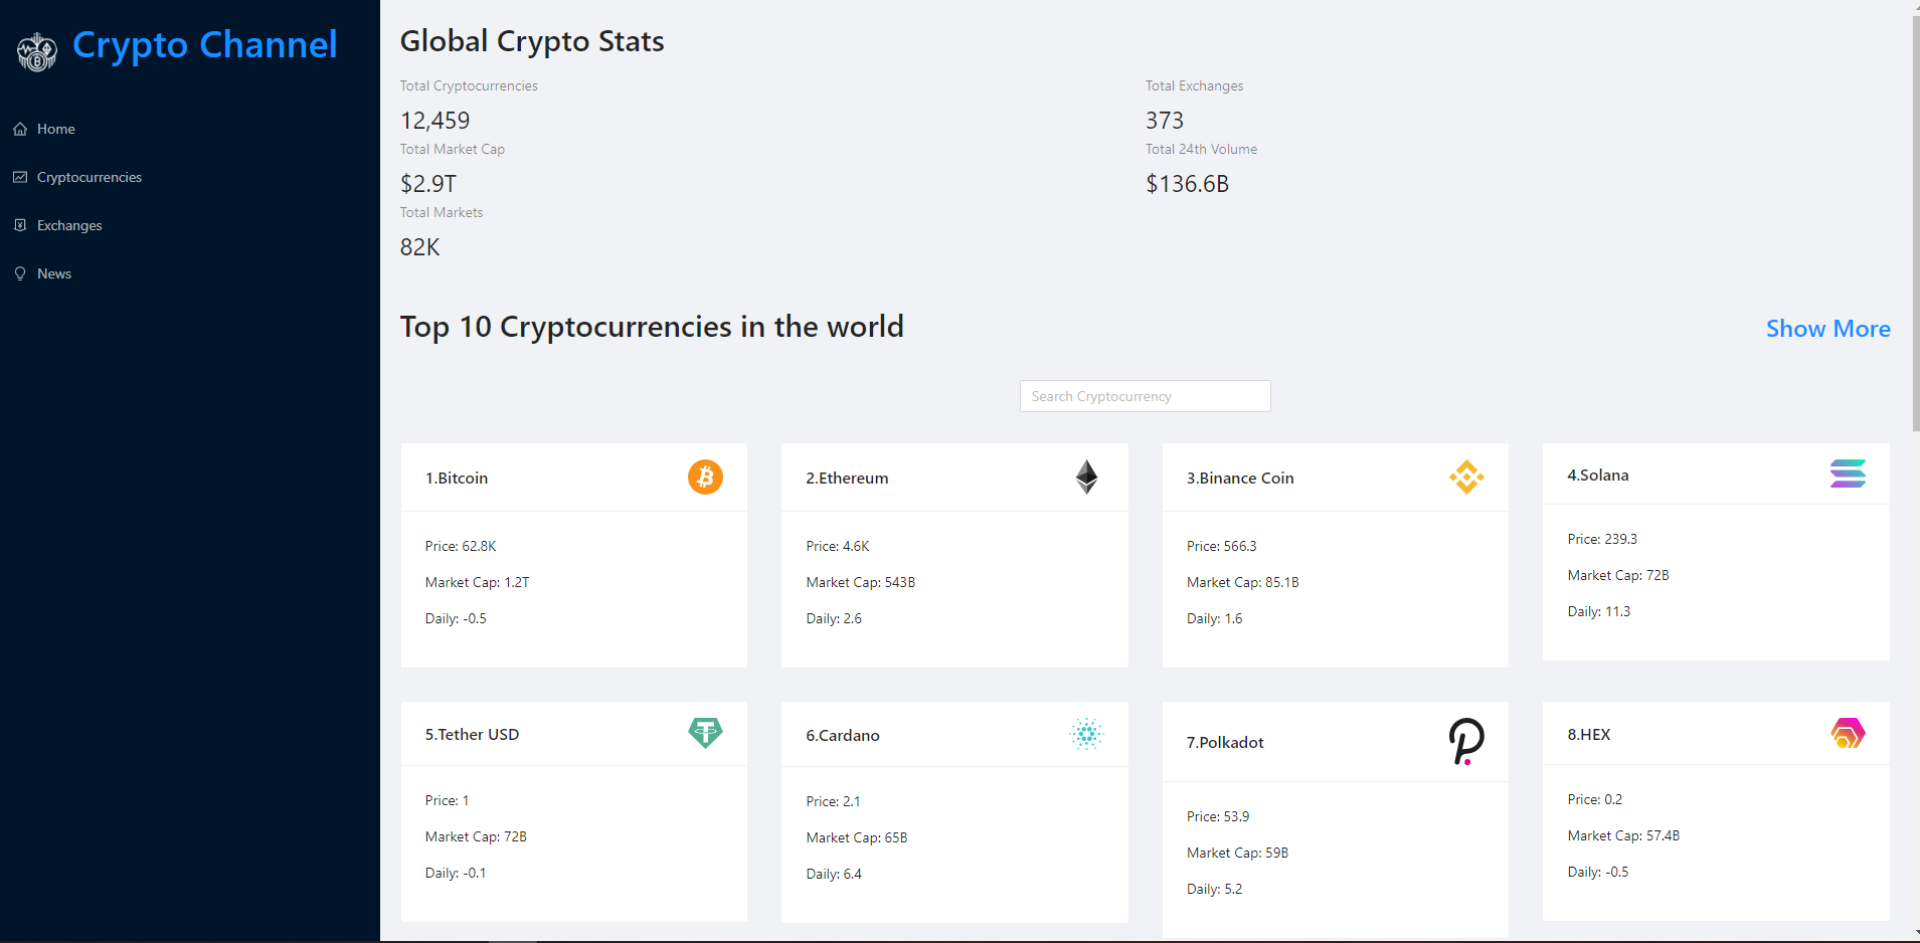 Crypto Channel
Home
Cryptocurrencies
Exchanges
News
Global Crypto Stats
Total Cryptocurrencies
12,459
Total Exchanges
373
Total Market Cap
$2.9T
Total 24th Volume
$136.6B
Total Markets
82K
Top 10 Cryptocurrencies in the world
Show More
Search Cryptocurrency
1.Bitcoin
Price: 62.8K
Market Cap: 1.2T
Daily: -0.5
2.Ethereum
Price: 4.6K
Market Cap: 543B
Daily: 2.6
3.Binance Coin
Price: 566.3
Market Cap: 85.1B
Daily: 1.6
4.Solana
Price: 239.3
Market Cap: 72B
Daily: 11.3
5.Tether USD
Price: 1
Market Cap: 72B
Daily: -0.1
6.Cardano
Price: 2.1
Market Cap: 65B
Daily: 6.4
7.Polkadot
Price: 53.9
Market Cap: 59B
Daily: 5.2
8.HEX
Price: 0.2
Market Cap: 57.4B
Daily: -0.5